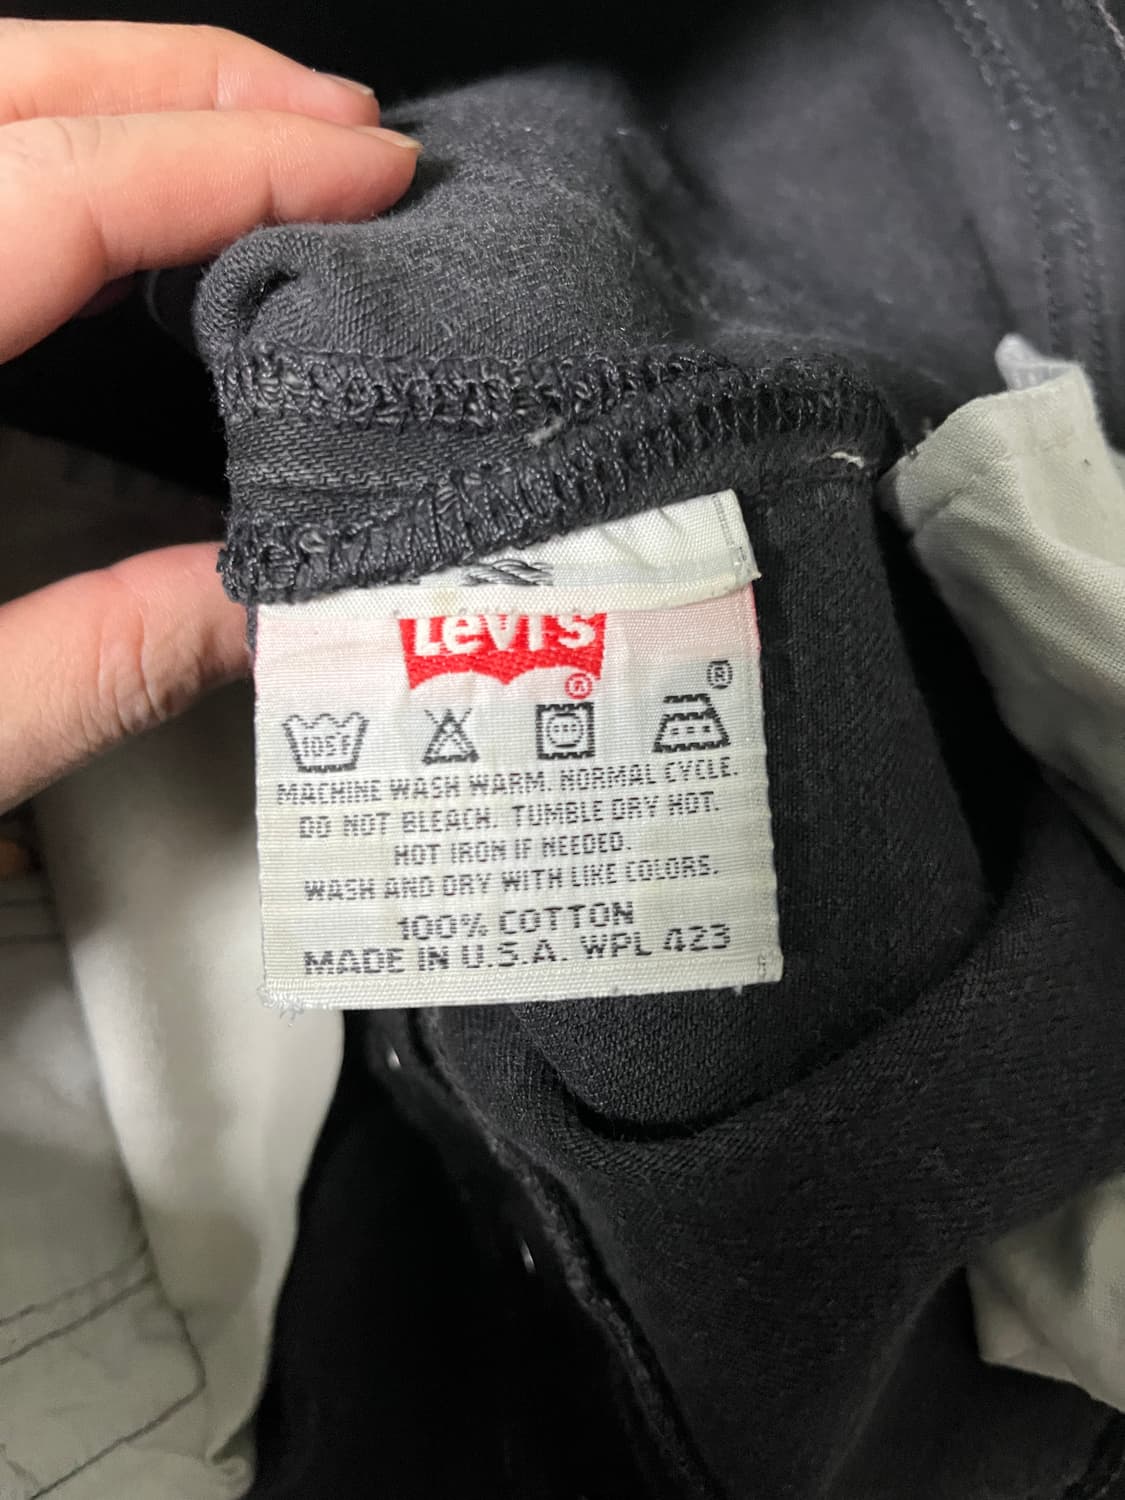 Levi's
®
®
105F
MACHINE WASH WARM. NORMAL CYCLE.
DO NOT BLEACH. TUMBLE DRY HOT.
HOT IRON IF NEEDED.
WASH AND DRY WITH LIKE COLORS.
100% COTTON
MADE IN U.S.A. WPL 423